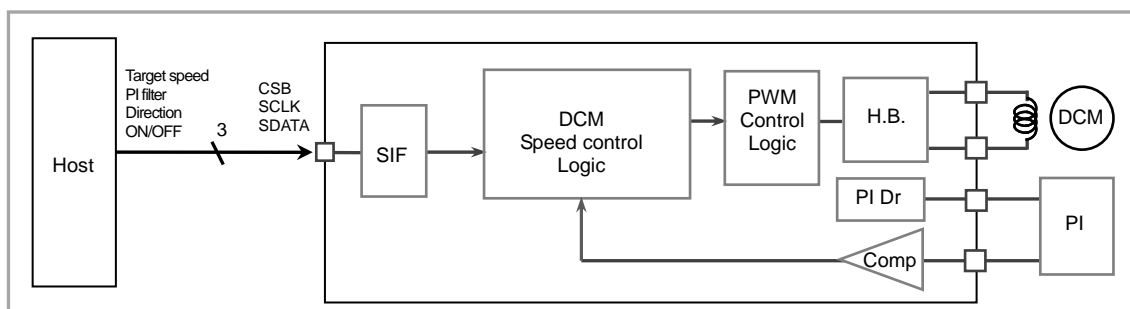 Host
Target speed
PI filter
Direction
ON/OFF
3
CSB
SCLK
SDATA
SIF
DCM
Speed control
Logic
PWM
Control
Logic
H.B.
DCM
PI Dr
PI
Comp